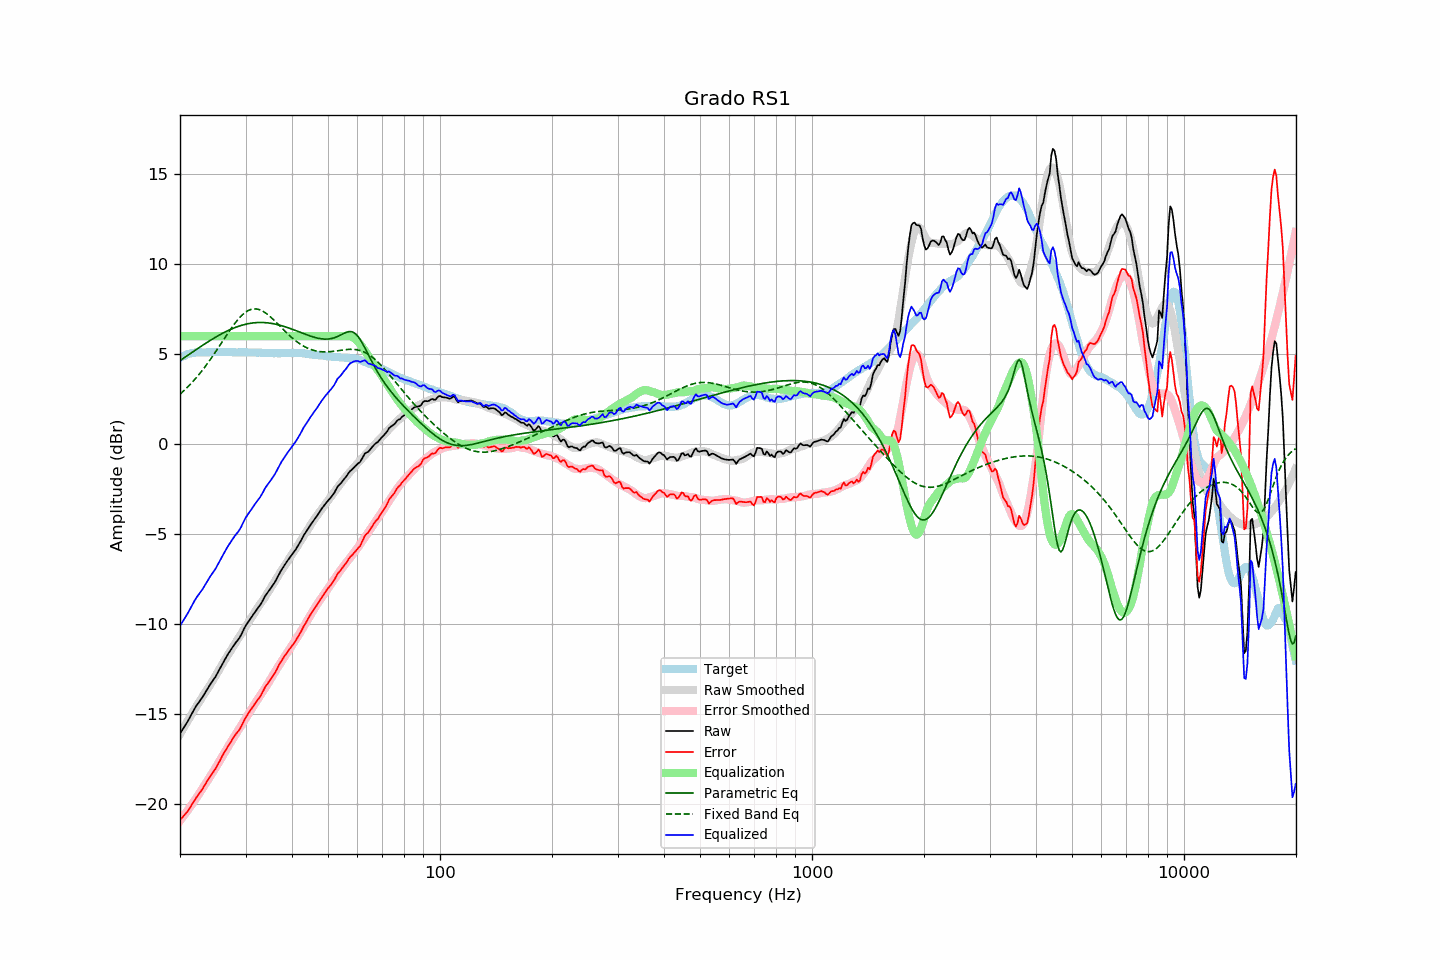 Grado RS1
Amplitude (dBr)
15
10
5
0
−5
−10
−15
−20
Target
Raw Smoothed
Error Smoothed
Raw
Error
Equalization
Parametric Eq
Fixed Band Eq
Equalized
100
1000
10000
Frequency (Hz)